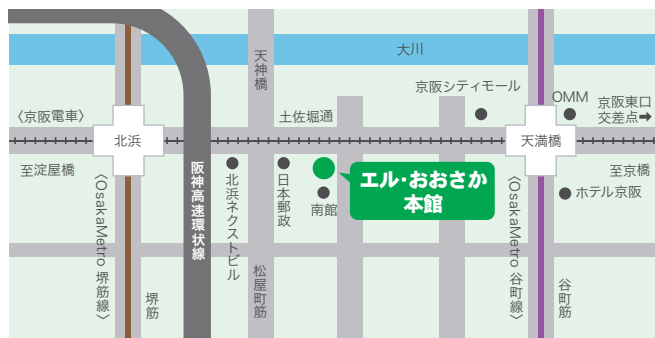 大川
天神橋
京阪シティモール
OMM
京阪東口
交差点➡
〈京阪電車〉
土佐堀通
北浜
天満橋
至淀屋橋
至京橋
阪神高速環状線
北浜ネクストビル
日本郵政
南館
エル・おおさか
本館
ホテル京阪
〈OsakaMetro 堺筋線〉
堺筋
松屋町筋
〈OsakaMetro 谷町線〉
谷町筋